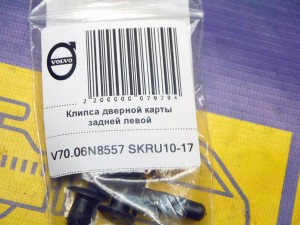 VOLVO
2 200000 079794
Клипса дверной карты
задней левой
V70.06N8557 SKRU10-17